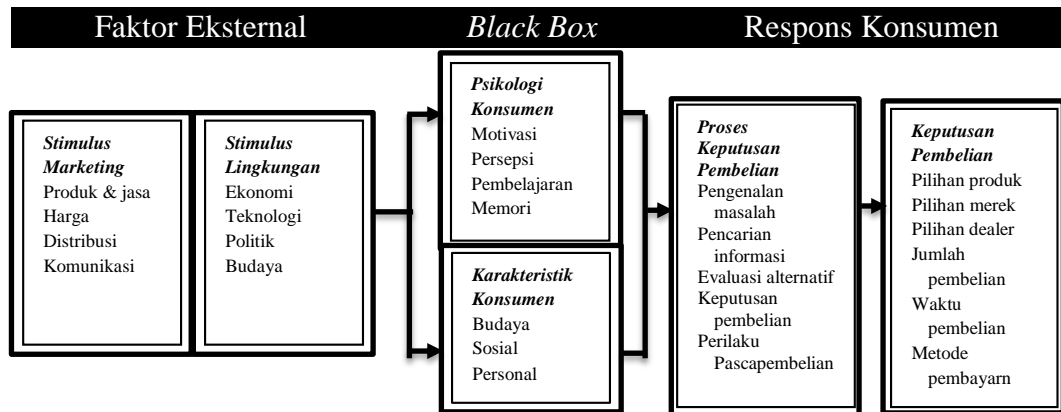 Faktor Eksternal
Black Box
Respons Konsumen
Stimulus
Marketing
Produk & jasa
Harga
Distribusi
Komunikasi
Stimulus
Lingkungan
Ekonomi
Teknologi
Politik
Budaya
Psikologi
Konsumen
Motivasi
Persepsi
Pembelajaran
Memori
Karakteristik
Konsumen
Budaya
Sosial
Personal
Proses
Keputusan
Pembelian
Pengenalan
masalah
Pencarian
informasi
Evaluasi alternatif
Keputusan
pembelian
Perilaku
Pascapembelian
Keputusan
Pembelian
Pilihan produk
Pilihan merek
Pilihan dealer
Jumlah
pembelian
Waktu
pembelian
Metode
pembayarn